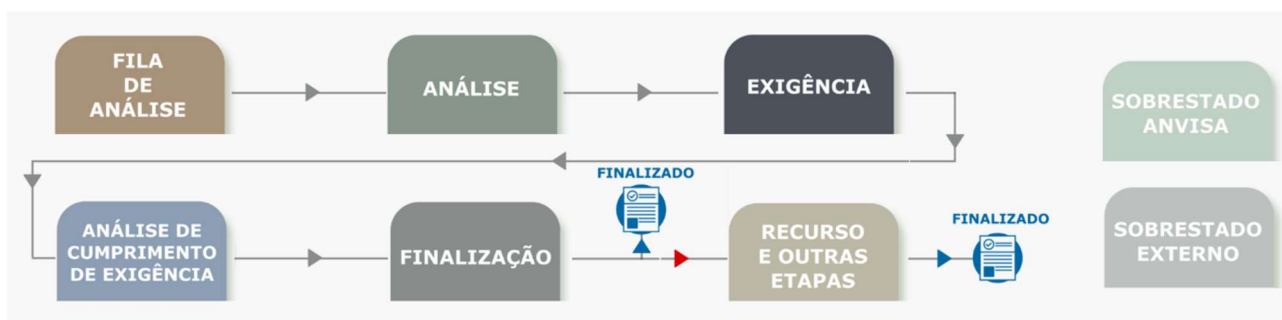 FILA
DE
ANÁLISE
ANÁLISE
EXIGÊNCIA
SOBRESTADO
ANVISA
ANÁLISE DE
CUMPRIMENTO
DE EXIGÊNCIA
FINALIZAÇÃO
FINALIZADO
RECURSO
E OUTRAS
ETAPAS
FINALIZADO
SOBRESTADO
EXTERNO